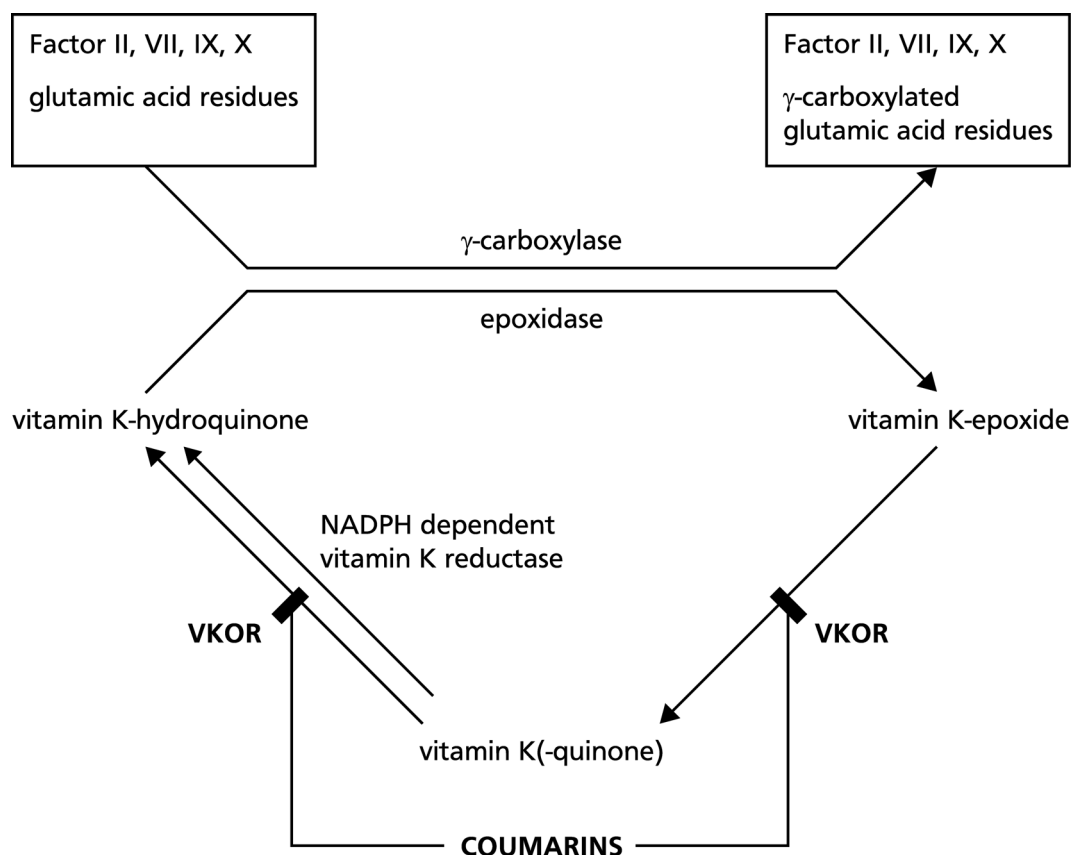 Factor II, VII, IX, X
glutamic acid residues
Factor II, VII, IX, X
γ-carboxylated
glutamic acid residues
γ-carboxylase
epoxidase
vitamin K-hydroquinone
vitamin K-epoxide
NADPH dependent
vitamin K reductase
VKOR
VKOR
vitamin K(-quinone)
COUMARINS